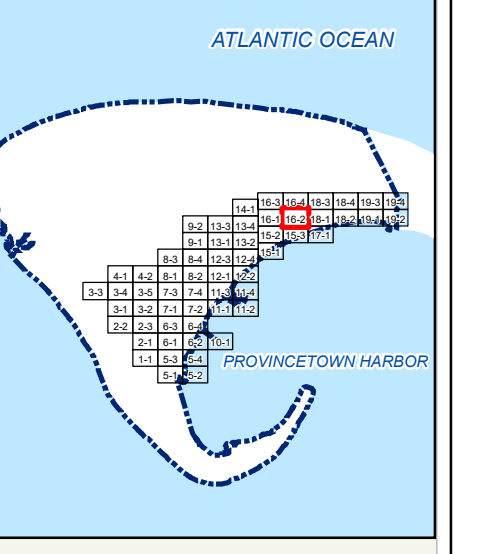 ATLANTIC OCEAN
16-3 16-4 18-3 18-4 19-3 19-4
14-1
16-1 16-2 18-1 18-2 19-1 19-2
9-2 13-3 13-4
15-2 15-3 17-1
9-1 13-1 13-2
15-1
8-3 8-4 12-3 12-4
4-1 4-2 8-1 8-2 12-1 12-2
3-3 3-4 3-5 7-3 7-4 11-3 11-4
3-1 3-2 7-1 7-2 11-1 11-2
2-2 2-3 6-3 6-4
2-1 6-1 6-2 10-1
1-1 5-3 5-4
PROVINCETOWN HARBOR
5-1 5-2